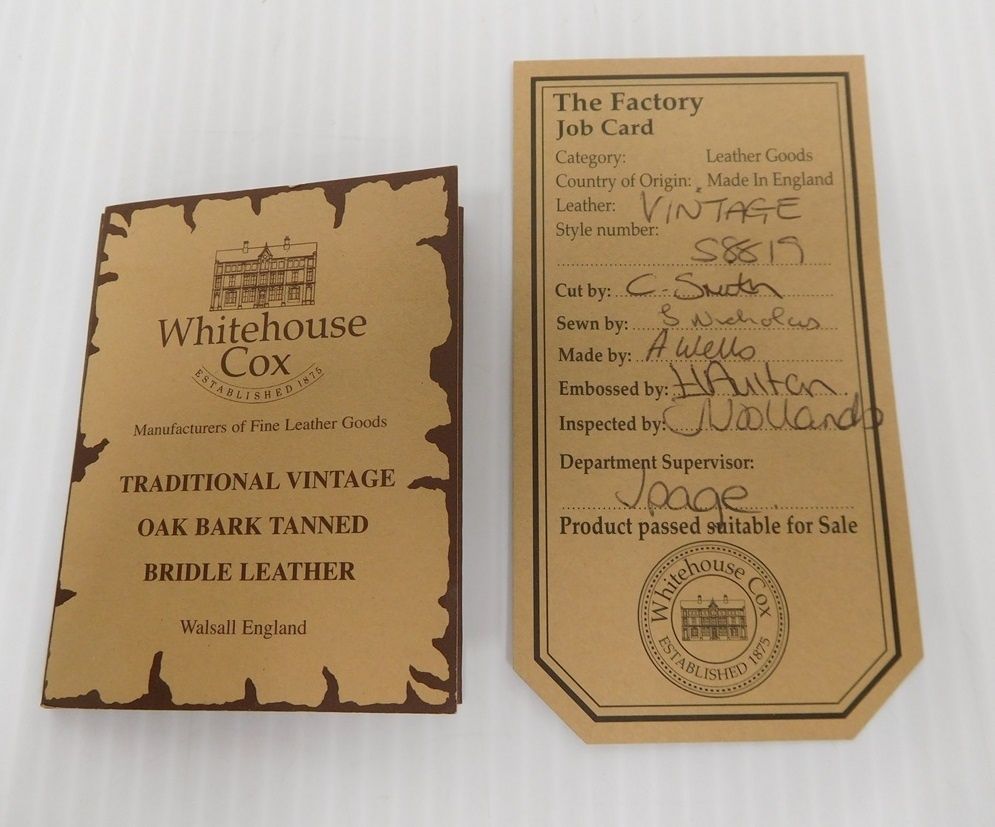 Whitehouse
Cox
ESTABLISHED 1875
Manufacturers of Fine Leather Goods
TRADITIONAL VINTAGE
OAK BARK TANNED
BRIDLE LEATHER
Walsall England
The Factory
Job Card
Category: Leather Goods
Country of Origin: Made In England
Leather: VINTAGE
Style number:
S8819
Cut by: C. Smith
Sewn by: S Nicholas
Made by: A Wells
Embossed by:
Inspected by:
Department Supervisor:
J page
Product passed suitable for Sale
Whitehouse Cox
ESTABLISHED 1875